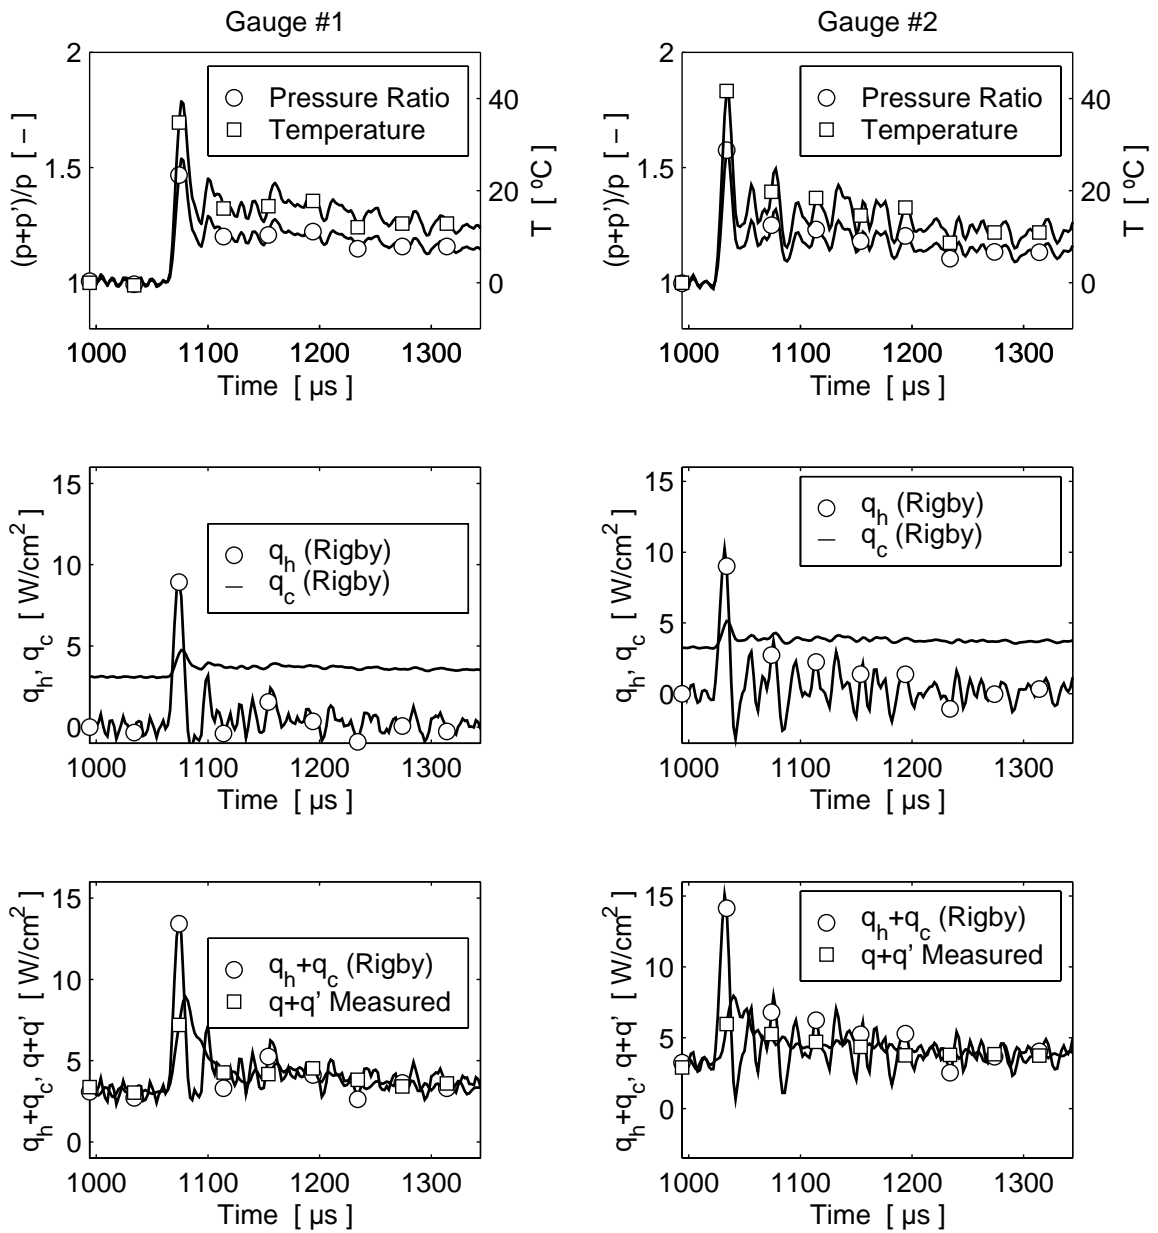 Gauge #1
Gauge #2
(p+p’)/p [ – ]
2
1.5
1
Pressure Ratio
Temperature
40
20
0
T [ ºC ]
1000 1100 1200 1300
Time [ µs ]
(p+p’)/p [ – ]
2
1.5
1
Pressure Ratio
Temperature
40
20
0
T [ ºC ]
1000 1100 1200 1300
Time [ µs ]
q_h, q_c [ W/cm^2 ]
15
10
5
0
q_h (Rigby)
q_c (Rigby)
1000 1100 1200 1300
Time [ µs ]
q_h, q_c [ W/cm^2 ]
15
10
5
0
q_h (Rigby)
q_c (Rigby)
1000 1100 1200 1300
Time [ µs ]
q_h+q_c, q+q’ [ W/cm^2 ]
15
10
5
0
q_h+q_c (Rigby)
q+q’ Measured
1000 1100 1200 1300
Time [ µs ]
q_h+q_c, q+q’ [ W/cm^2 ]
15
10
5
0
q_h+q_c (Rigby)
q+q’ Measured
1000 1100 1200 1300
Time [ µs ]